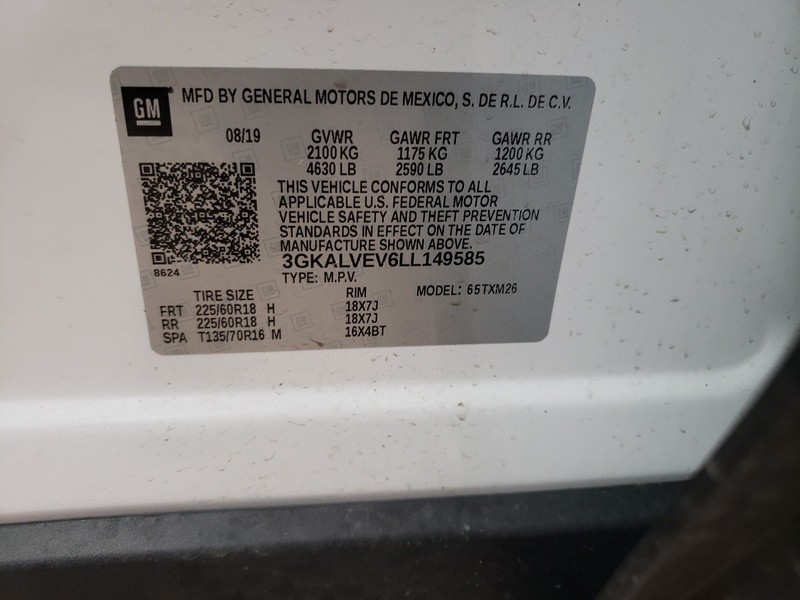 GM ® MFD BY GENERAL MOTORS DE MEXICO, S. DE R.L. DE C.V.
08/19 GVWR GAWR FRT GAWR RR
2100 KG 1175 KG 1200 KG
4630 LB 2590 LB 2645 LB
THIS VEHICLE CONFORMS TO ALL
APPLICABLE U.S. FEDERAL MOTOR
VEHICLE SAFETY AND THEFT PREVENTION
STANDARDS IN EFFECT ON THE DATE OF
MANUFACTURE SHOWN ABOVE.
8624 3GKALVEV6LL149585
TYPE: M.P.V.
TIRE SIZE RIM MODEL: 65TXM26
FRT 225/60R18 H 18X7J
RR 225/60R18 H 18X7J
SPA T135/70R16 M 16X4BT